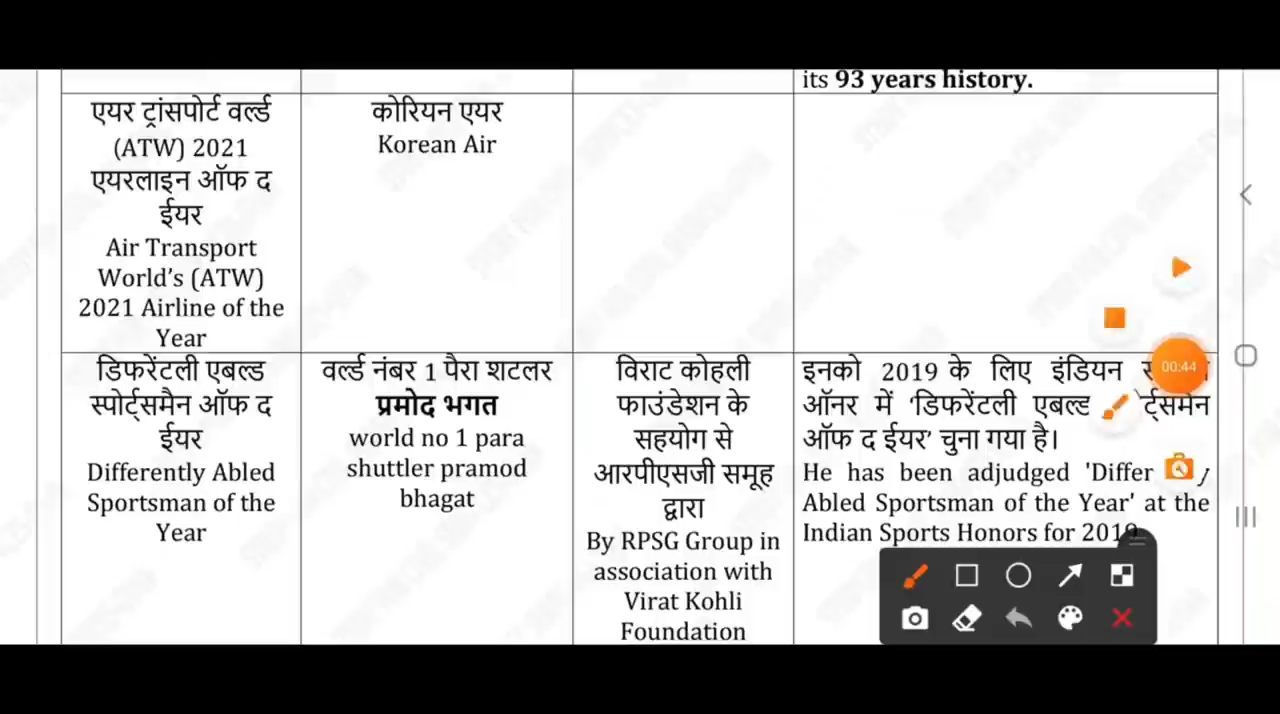 its 93 years history.
एयर ट्रांसपोर्ट वर्ल्ड
(ATW) 2021
एयरलाइन ऑफ द
ईयर
Air Transport
World’s (ATW)
2021 Airline of the
Year
कोरियन एयर
Korean Air
डिफरेंटली एबल्ड
स्पोर्ट्समैन ऑफ द
ईयर
Differently Abled
Sportsman of the
Year
वर्ल्ड नंबर 1 पैरा शटलर
प्रमोद भगत
world no 1 para
shuttler pramod
bhagat
विराट कोहली
फाउंडेशन के
सहयोग से
आरपीएसजी समूह
द्वारा
By RPSG Group in
association with
Virat Kohli
Foundation
इनको 2019 के लिए इंडियन
ऑनर में ‘डिफरेंटली एबल्ड
ऑफ द ईयर’ चुना गया है।
He has been adjudged 'Differ y
Abled Sportsman of the Year' at the
Indian Sports Honors for 2019
00:44